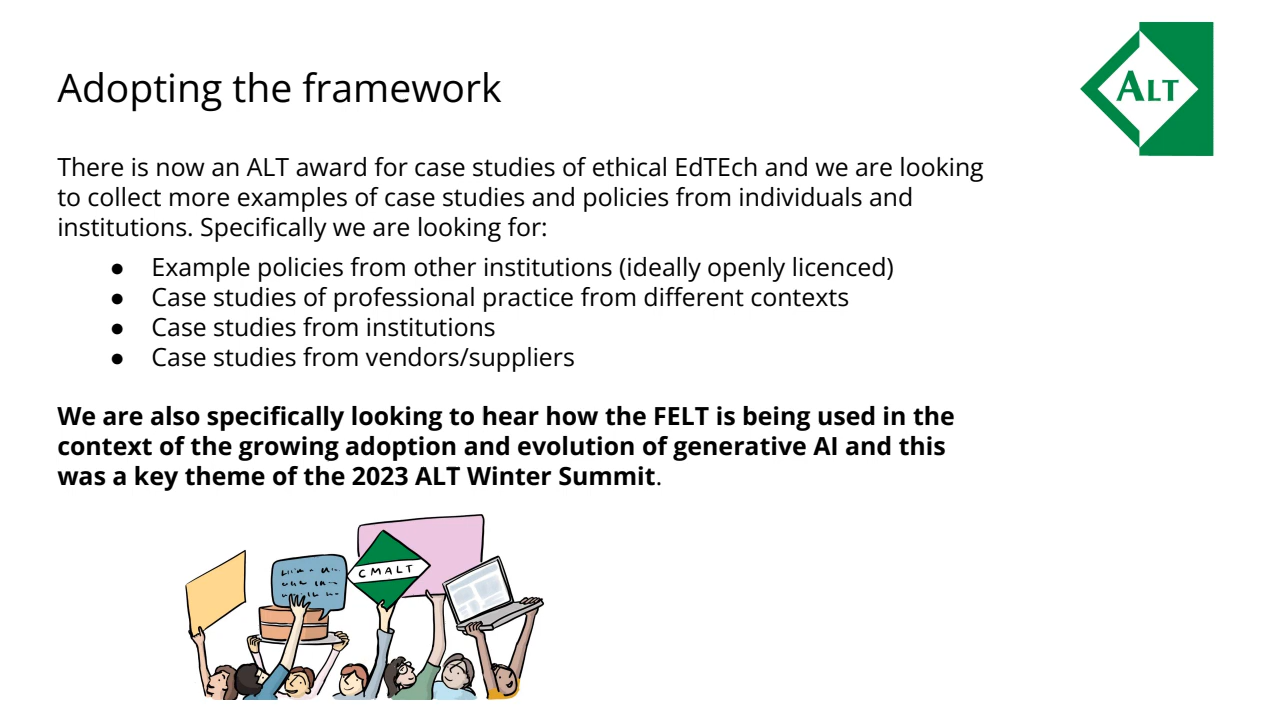 Adopting the framework
ALT
There is now an ALT award for case studies of ethical EdTEch and we are looking
to collect more examples of case studies and policies from individuals and
institutions. Specifically we are looking for:
● Example policies from other institutions (ideally openly licenced)
● Case studies of professional practice from different contexts
● Case studies from institutions
● Case studies from vendors/suppliers
We are also specifically looking to hear how the FELT is being used in the
context of the growing adoption and evolution of generative AI and this
was a key theme of the 2023 ALT Winter Summit.
CMALT